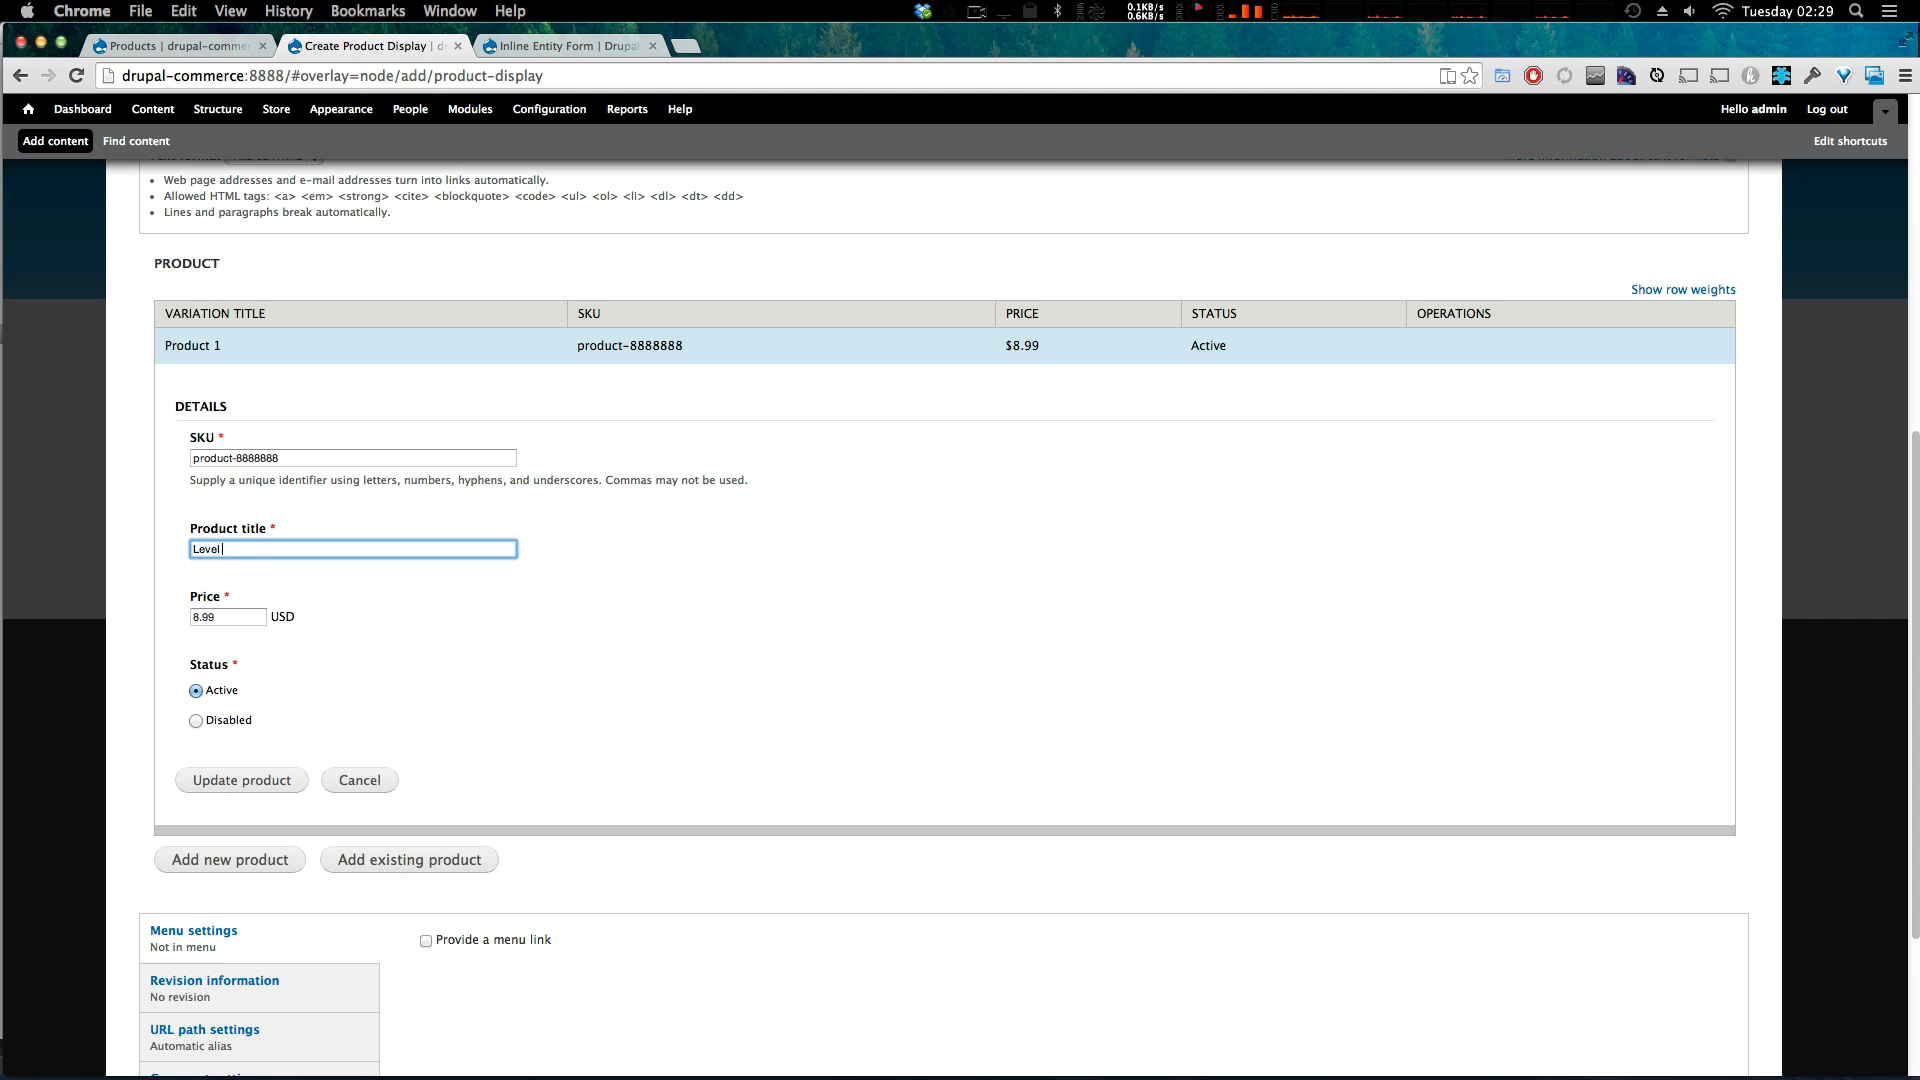 Chrome File Edit View History Bookmarks Window Help
0.1KB/s
0.6KB/s
Tuesday 02:29
Products | drupal-comme
Create Product Display | dr
Inline Entity Form | Drupal
drupal-commerce:8888/#overlay=node/add/product-display
Dashboard Content Structure Store Appearance People Modules Configuration Reports Help
Hello admin Log out
Add content Find content
Edit shortcuts
Web page addresses and e-mail addresses turn into links automatically.
Allowed HTML tags: <a> <em> <strong> <cite> <blockquote> <code> <ul> <ol> <li> <dl> <dt> <dd>
Lines and paragraphs break automatically.
PRODUCT
Show row weights
VARIATION TITLE SKU PRICE STATUS OPERATIONS
Product 1 product-8888888 $8.99 Active
DETAILS
SKU *
product-8888888
Supply a unique identifier using letters, numbers, hyphens, and underscores. Commas may not be used.
Product title *
Level
Price *
8.99 USD
Status *
Active
Disabled
Update product Cancel
Add new product Add existing product
Menu settings
Not in menu
Provide a menu link
Revision information
No revision
URL path settings
Automatic alias